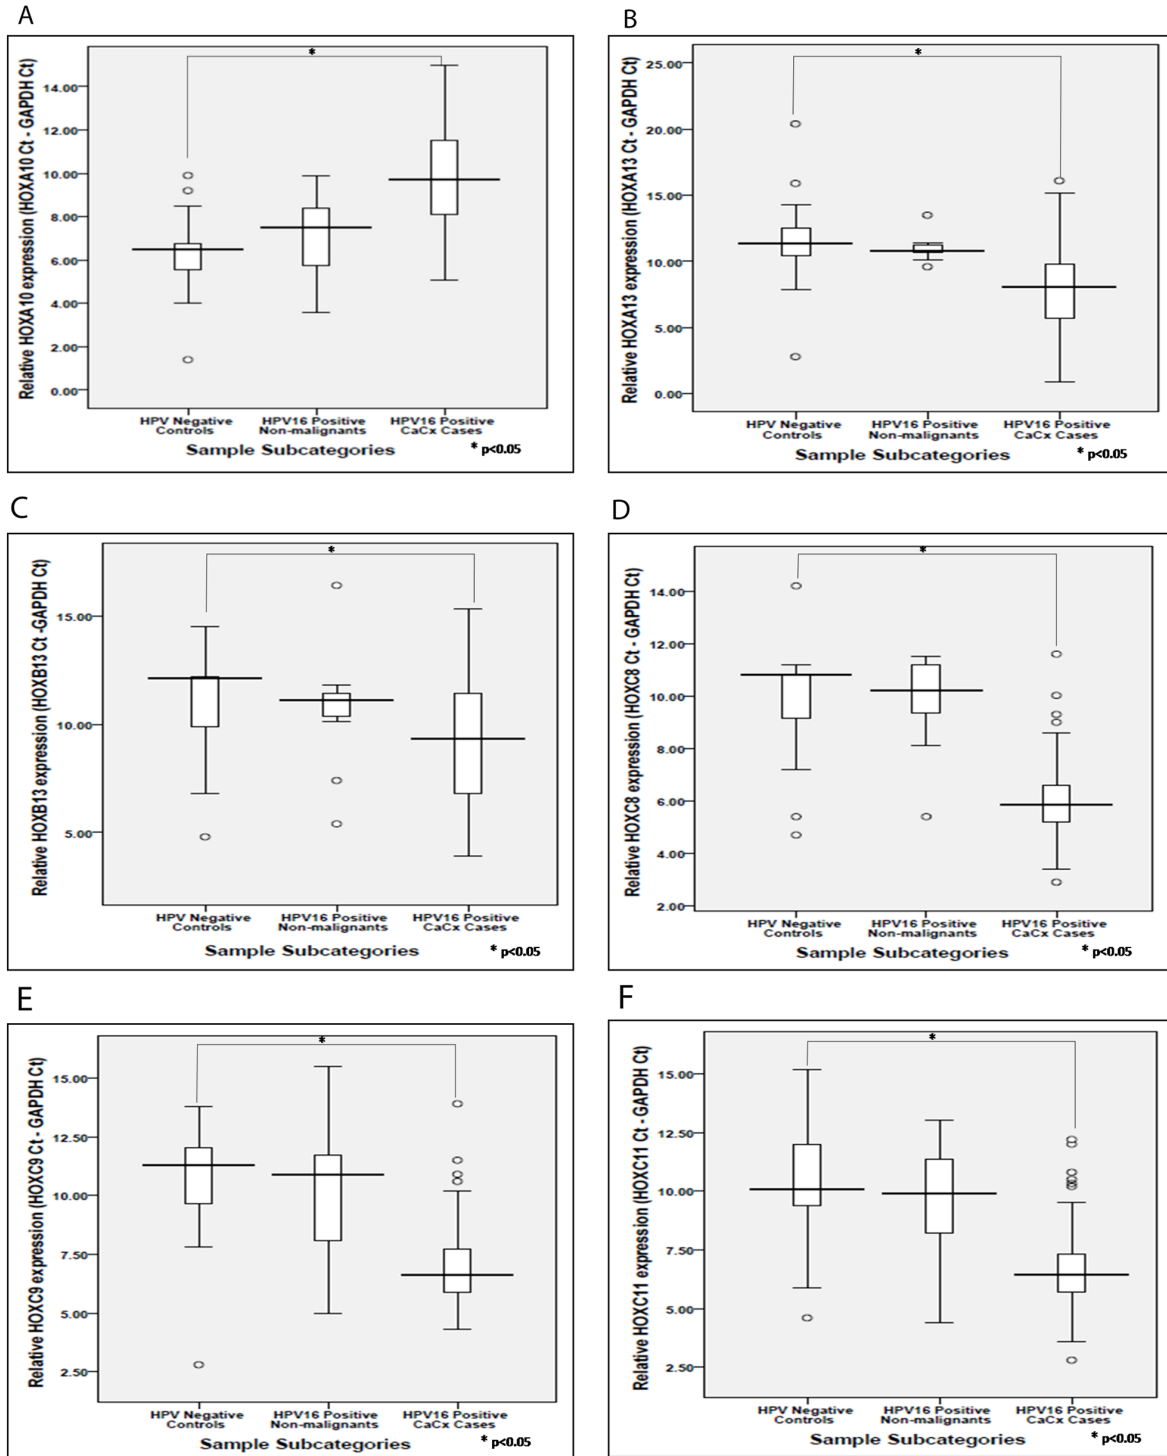 A
Relative HOXA10 expression (HOXA10 Ct - GAPDH Ct)
14.00
12.00
10.00
8.00
6.00
4.00
2.00
0.00
*
HPV Negative Controls
HPV16 Positive Non-malignants
HPV16 Positive CaCx Cases
Sample Subcategories
* p<0.05
B
Relative HOXA13 expression (HOXA13 Ct - GAPDH Ct)
25.00
20.00
15.00
10.00
5.00
0.00
*
HPV Negative Controls
HPV16 Positive Non-malignants
HPV16 Positive CaCx Cases
Sample Subcategories
* p<0.05
C
Relative HOXB13 expression (HOXB13 Ct -GAPDH Ct)
15.00
10.00
5.00
*
HPV Negative Controls
HPV16 Positive Non-malignants
HPV16 Positive CaCx Cases
Sample Subcategories
* p<0.05
D
Relative HOXC8 expression (HOXC8 Ct - GAPDH Ct)
14.00
12.00
10.00
8.00
6.00
4.00
2.00
*
HPV Negative Controls
HPV16 Positive Non-malignants
HPV16 Positive CaCx Cases
Sample Subcategories
* p<0.05
E
Relative HOXC9 expression (HOXC9 Ct - GAPDH Ct)
15.00
12.50
10.00
7.50
5.00
2.50
*
HPV Negative Controls
HPV16 Positive Non-malignants
HPV16 Positive CaCx Cases
Sample Subcategories
* p<0.05
F
Relative HOXC11 expression (HOXC11 Ct - GAPDH Ct)
15.00
12.50
10.00
7.50
5.00
2.50
*
HPV Negative Controls
HPV16 Positive Non-malignants
HPV16 Positive CaCx Cases
Sample Subcategories
* p<0.05